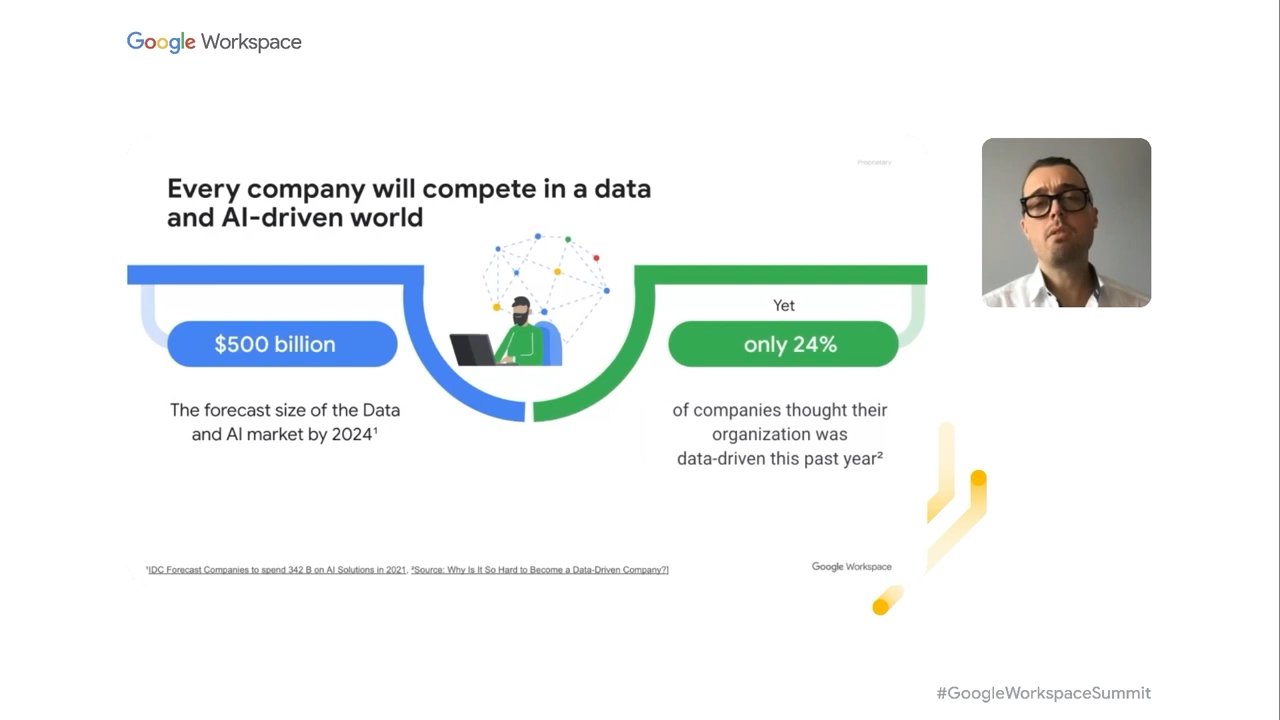 Google Workspace
Proprietary
Every company will compete in a data
and AI-driven world
Yet
$500 billion
only 24%
The forecast size of the Data
and AI market by 2024¹
of companies thought their
organization was
data-driven this past year²
¹IDC Forecast Companies to spend 342 B on AI Solutions in 2021, ²Source: Why Is It So Hard to Become a Data-Driven Company?]
Google Workspace
#GoogleWorkspaceSummit